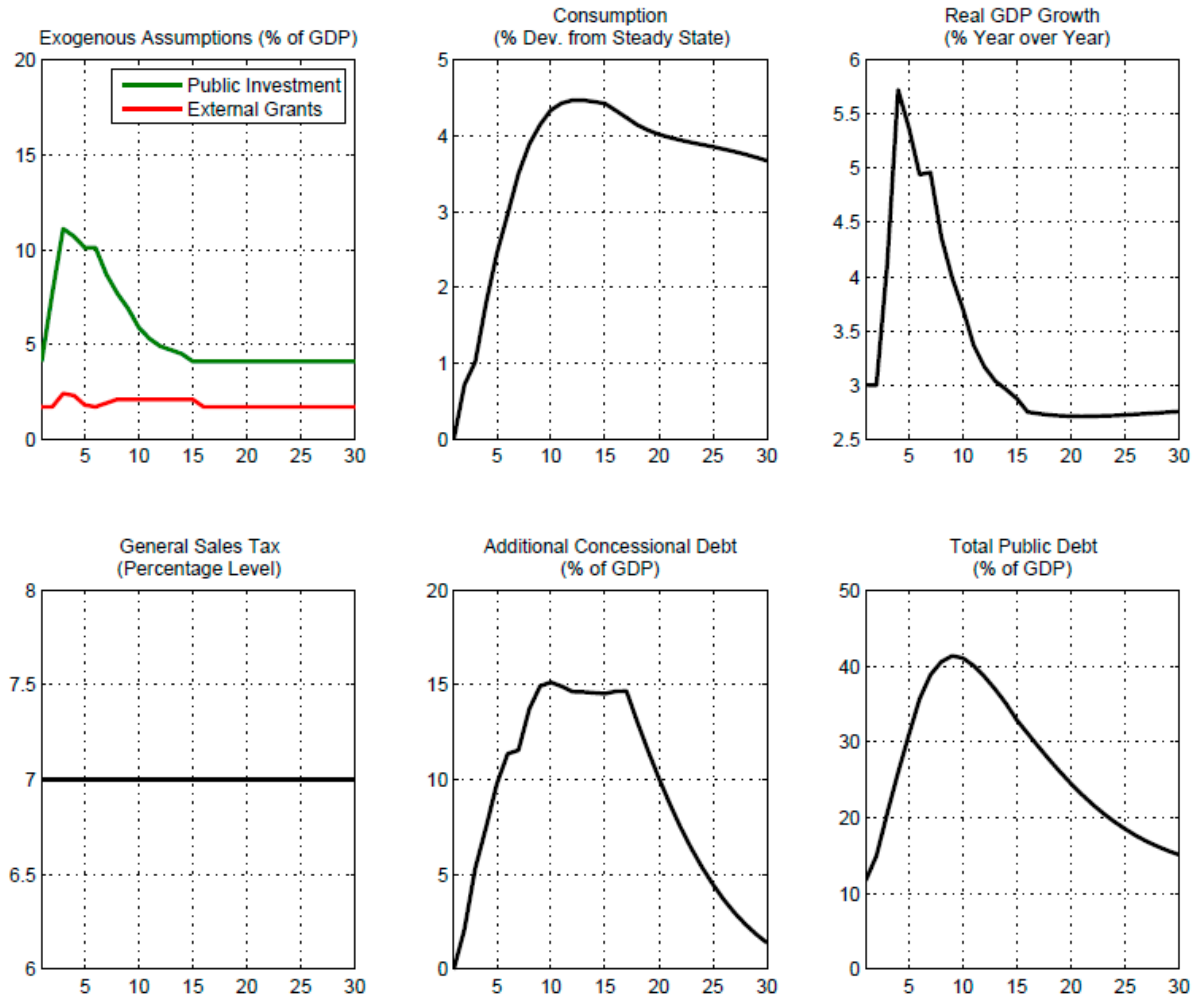 Exogenous Assumptions (% of GDP)
20
15
10
5
0
5 10 15 20 25 30
Public Investment
External Grants
Consumption
(% Dev. from Steady State)
5
4
3
2
1
0
5 10 15 20 25 30
Real GDP Growth
(% Year over Year)
6
5.5
5
4.5
4
3.5
3
2.5
5 10 15 20 25 30
General Sales Tax
(Percentage Level)
8
7.5
7
6.5
6
5 10 15 20 25 30
Additional Concessional Debt
(% of GDP)
20
15
10
5
0
5 10 15 20 25 30
Total Public Debt
(% of GDP)
50
40
30
20
10
0
5 10 15 20 25 30